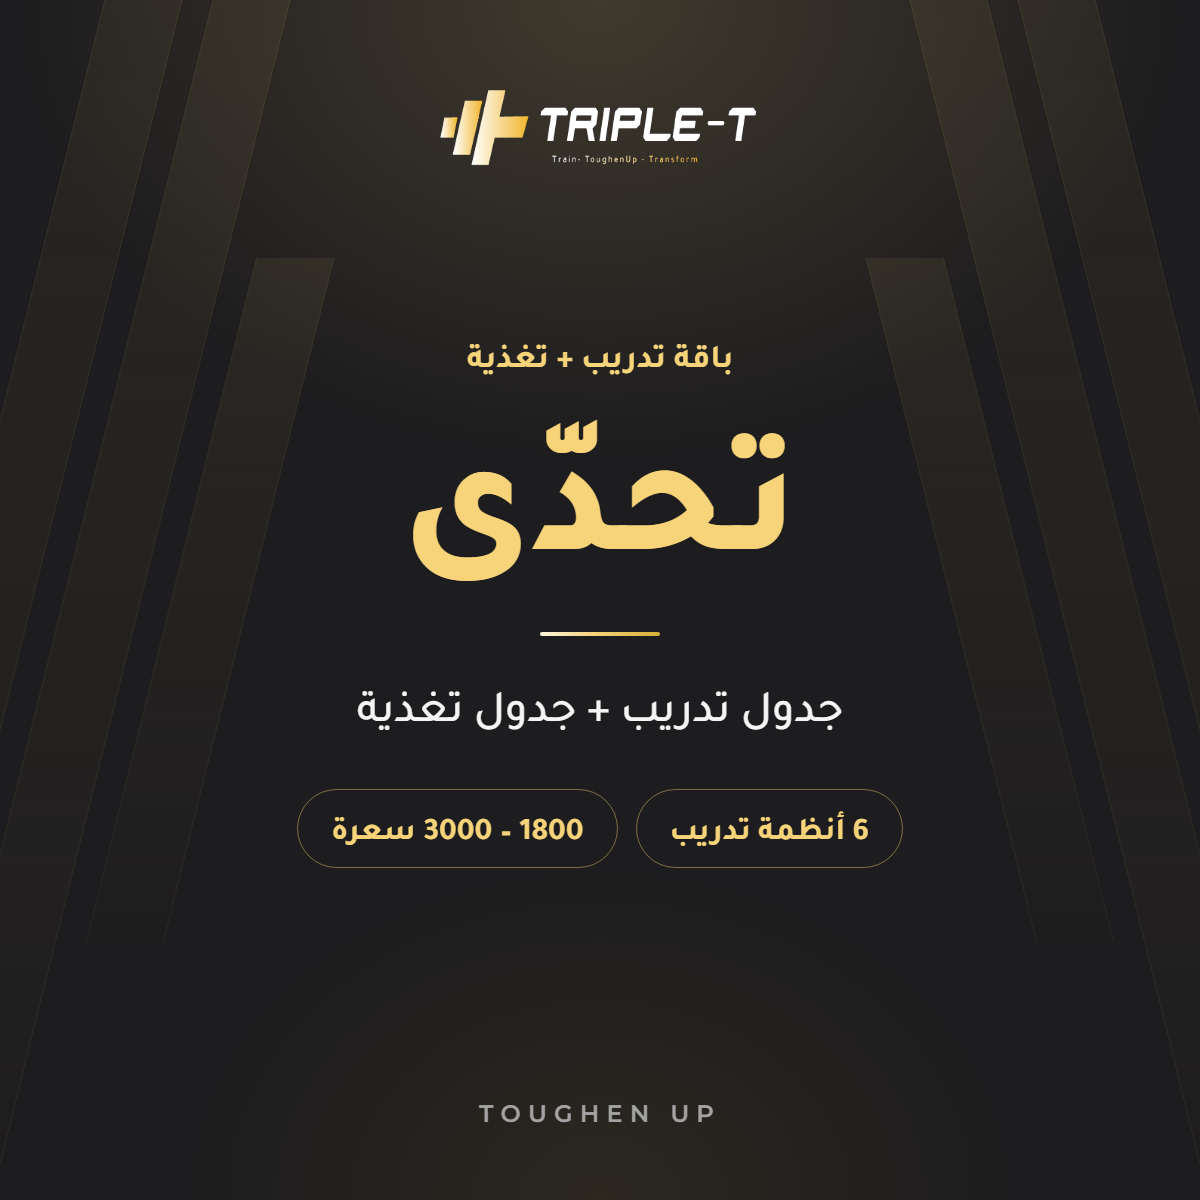 TRIPLE-T
Train- ToughenUp - Transform
باقة تدريب + تغذية
تحدّى
جدول تدريب + جدول تغذية
6 أنظمة تدريب
1800 - 3000 سعرة
TOUGHEN UP